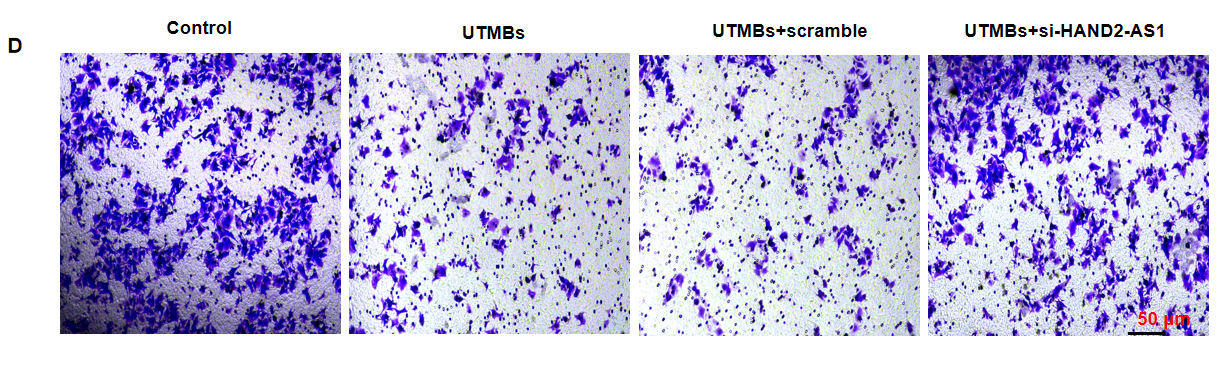 D
Control
UTMBs
UTMBs+scramble
UTMBs+si-HAND2-AS1
50 μm